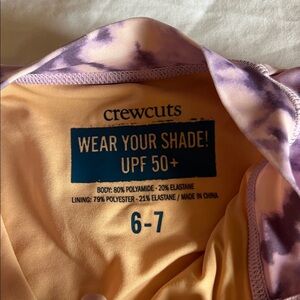 crewcuts
WEAR YOUR SHADE!
UPF 50+
BODY: 80% POLYAMIDE - 20% ELASTANE
LINING: 79% POLYESTER - 21% ELASTANE / MADE IN CHINA
6-7